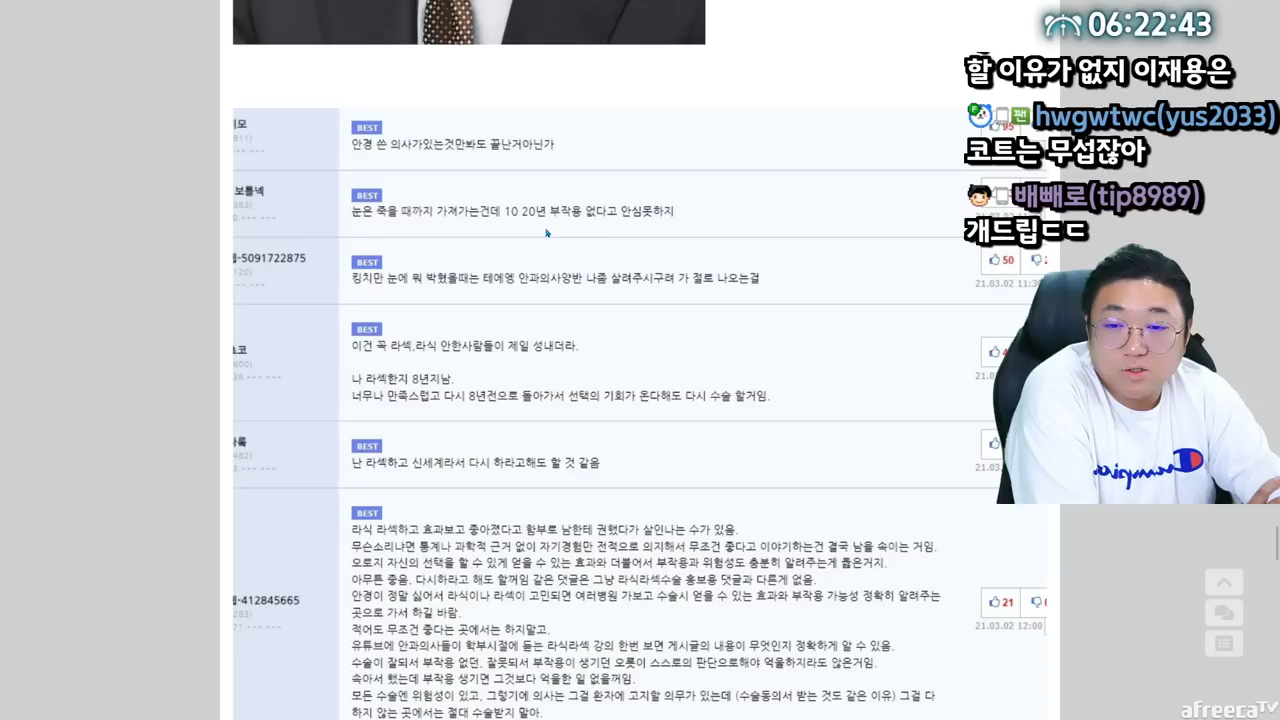 06:22:43
할 이유가 없지 이재용은
hwgwtwc(yus2033)
코트는 무섭잖아
배빼로(tip8989)
개드립ㄷㄷ
BEST
안경 쓴 의사가있는것만봐도 끝난거아닌가
95
보틀넥
BEST
눈은 죽을 때까지 가져가는건데 10 20년 부작용 없다고 안심못하지
-5091722875
BEST
킹치만 눈에 뭐 박혔을때는 테에엥 안과의사양반 나좀 살려주시구려 가 절로 나오는걸
50
21.03.02 11:3
BEST
이건 꼭 라섹,라식 안한사람들이 제일 성내더라.
나 라섹한지 8년지남.
너무나 만족스럽고 다시 8년전으로 돌아가서 선택의 기회가 온다해도 다시 수술 할거임.
BEST
난 라섹하고 신세계라서 다시 하라고해도 할 것 같음
BEST
라식 라섹하고 효과보고 좋아졌다고 함부로 남한테 권했다가 살인나는 수가 있음.
무슨소리냐면 통계나 과학적 근거 없이 자기경험만 전적으로 의지해서 무조건 좋다고 이야기하는건 결국 남을 속이는 거임.
오로지 자신의 선택을 할 수 있게 얻을 수 있는 효과와 더불어서 부작용과 위험성도 충분히 알려주는게 옳은거지.
아무튼 좋음. 다시하라고 해도 할꺼임 같은 댓글은 그냥 라식라섹수술 홍보용 댓글과 다른게 없음.
안경이 정말 싫어서 라식이나 라섹이 고민되면 여러병원 가보고 수술시 얻을 수 있는 효과와 부작용 가능성 정확히 알려주는
곳으로 가서 하길 바람.
적어도 무조건 좋다는 곳에서는 하지말고.
유튜브에 안과의사들이 학부시절에 듣는 라식라섹 강의 한번 보면 게시글의 내용이 무엇인지 정확하게 알 수 있음.
수술이 잘되서 부작용 없던, 잘못되서 부작용이 생기던 오롯이 스스로의 판단으로해야 억울하지라도 않은거임.
속아서 했는데 부작용 생기면 그것보다 억울한 일 없을꺼임.
모든 수술엔 위험성이 있고, 그렇기에 의사는 그걸 환자에 고지할 의무가 있는데 (수술동의서 받는 것도 같은 이유) 그걸 다
하지 않는 곳에서는 절대 수술받지 말아.
-412845665
21
21.03.02 12:00
Champion
afreecaTV